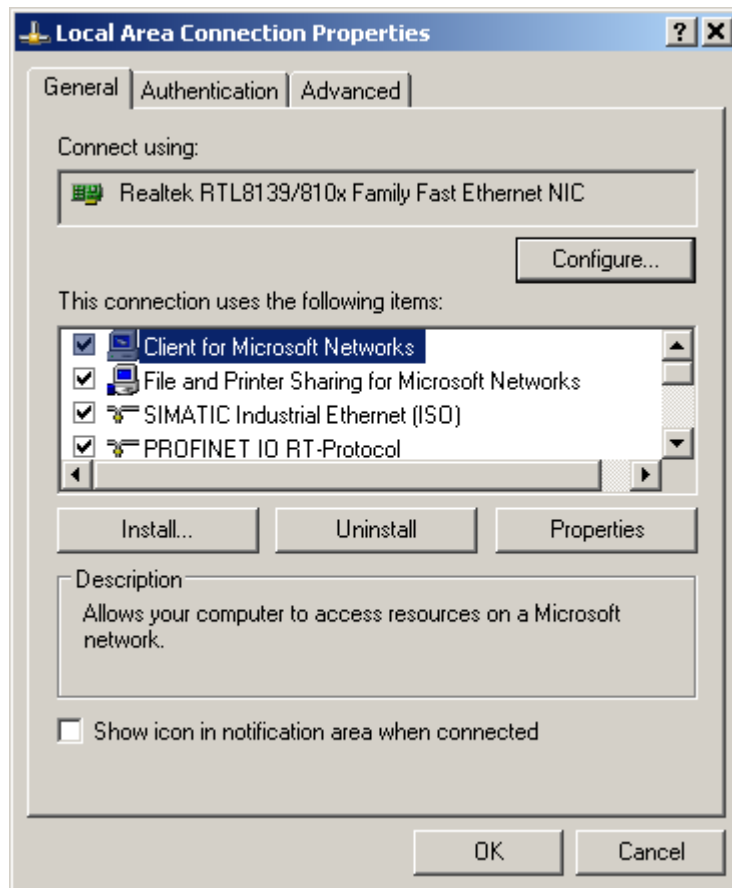 Local Area Connection Properties
General Authentication Advanced
Connect using:
Realtek RTL8139/810x Family Fast Ethernet NIC
Configure...
This connection uses the following items:
Client for Microsoft Networks
File and Printer Sharing for Microsoft Networks
SIMATIC Industrial Ethernet (ISO)
PROFINET IO RT-Protocol
Install... Uninstall Properties
Description
Allows your computer to access resources on a Microsoft
network.
Show icon in notification area when connected
OK Cancel